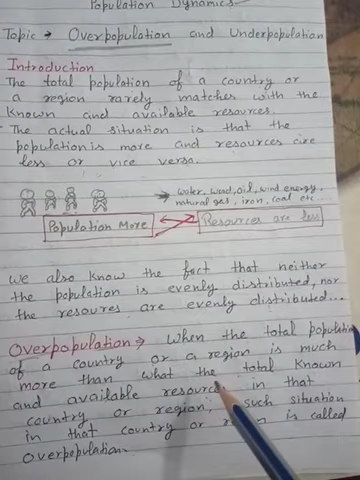 Population Dynamics
Topic → Overpopulation and Underpopulation
Introduction
The total population of a country or
a region rarely matches with the
known and available resources.
The actual situation is that the
population is more and resources are
less or vice versa.
→ water, wood, oil, wind energy,
natural gas, iron, coal etc
Population More
Resources are less
we also know the fact that neither
the population is evenly distributed, nor
the resoures are evenly distributed...
Overpopulation → When the total population
of a country or a region is much
more than what the total known
and available resources in that
country or region, such situation
in that country or region is called
overpopulation.